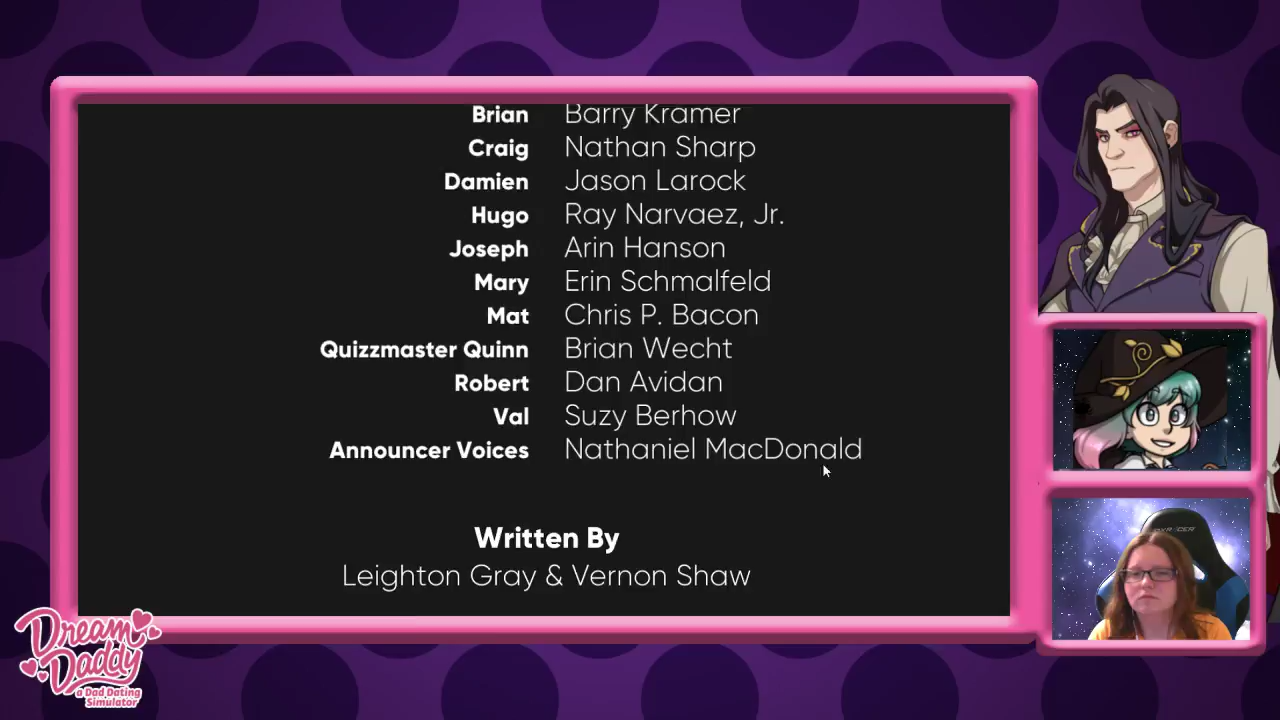 Brian Barry Kramer
Craig Nathan Sharp
Damien Jason Larock
Hugo Ray Narvaez, Jr.
Joseph Arin Hanson
Mary Erin Schmalfeld
Mat Chris P. Bacon
Quizzmaster Quinn Brian Wecht
Robert Dan Avidan
Val Suzy Berhow
Announcer Voices Nathaniel MacDonald
Written By
Leighton Gray & Vernon Shaw
Dream
Daddy
a Dad Dating
Simulator